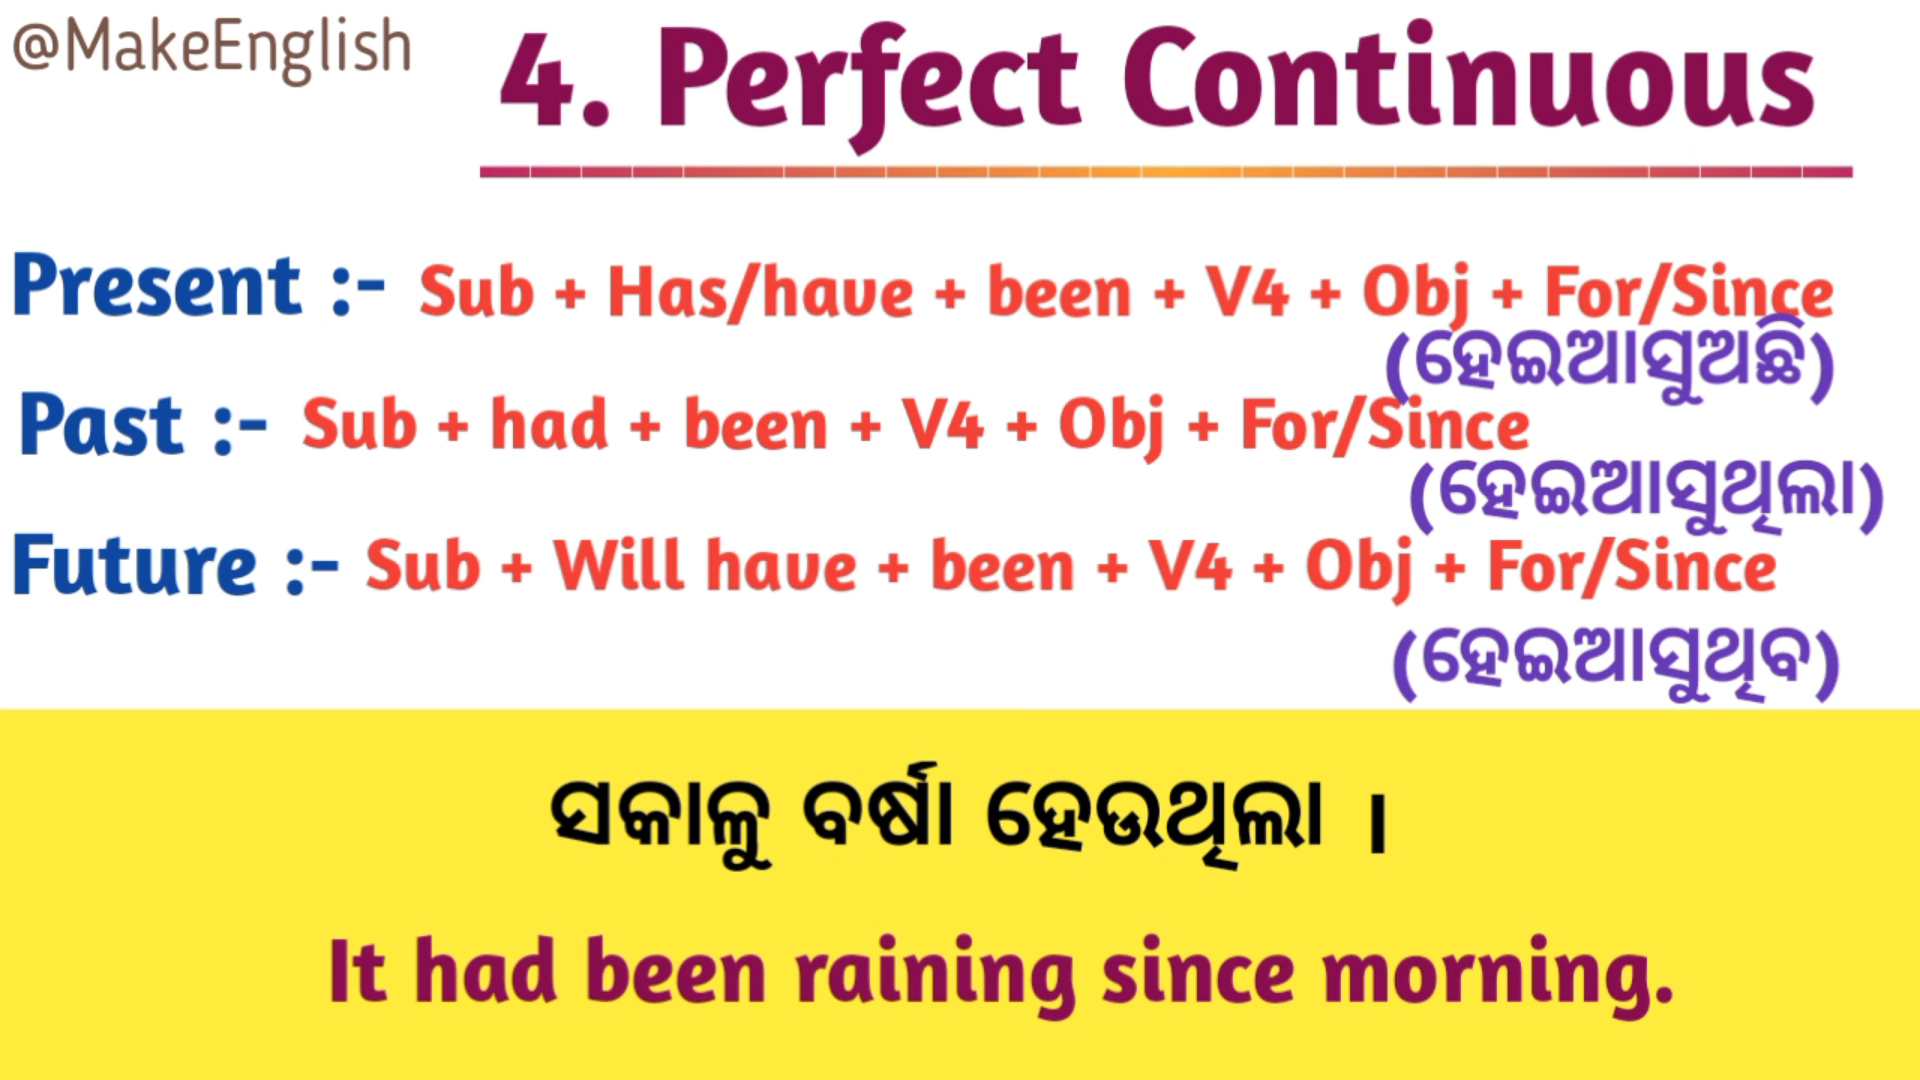 @MakeEnglish
4. Perfect Continuous
Present :- Sub + Has/have + been + V4 + Obj + For/Since
(ହେଇଆସୁଅଛି)
Past :- Sub + had + been + V4 + Obj + For/Since
(ହେଇଆସୁଥିଲା)
Future :- Sub + Will have + been + V4 + Obj + For/Since
(ହେଇଆସୁଥିବ)
ସକାଳୁ ବର୍ଷା ହେଉଥିଲା ।
It had been raining since morning.